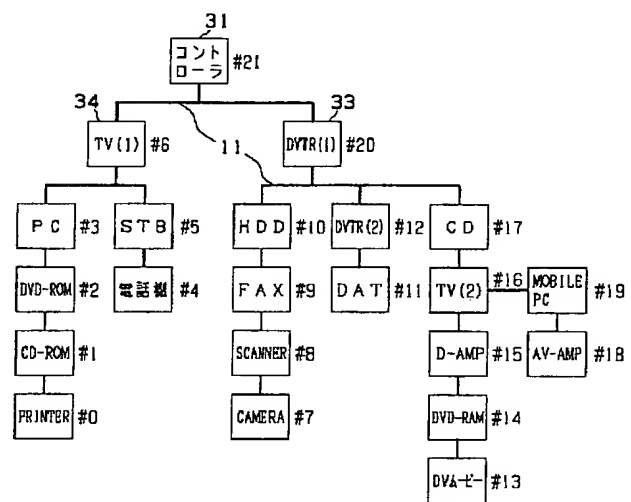 31
コント
ローラ #21
34
33
TV(1) #6
DVTR(1) #20
11
PC #3
STB #5
HDD #10
DVTR(2) #12
CD #17
DVD-ROM #2
電話機 #4
FAX #9
DAT #11
TV(2) #16
MOBILE
PC #19
CD-ROM #1
SCANNER #8
D-AMP #15
AV-AMP #18
PRINTER #0
CAMERA #7
DVD-RAM #14
DVムービー #13